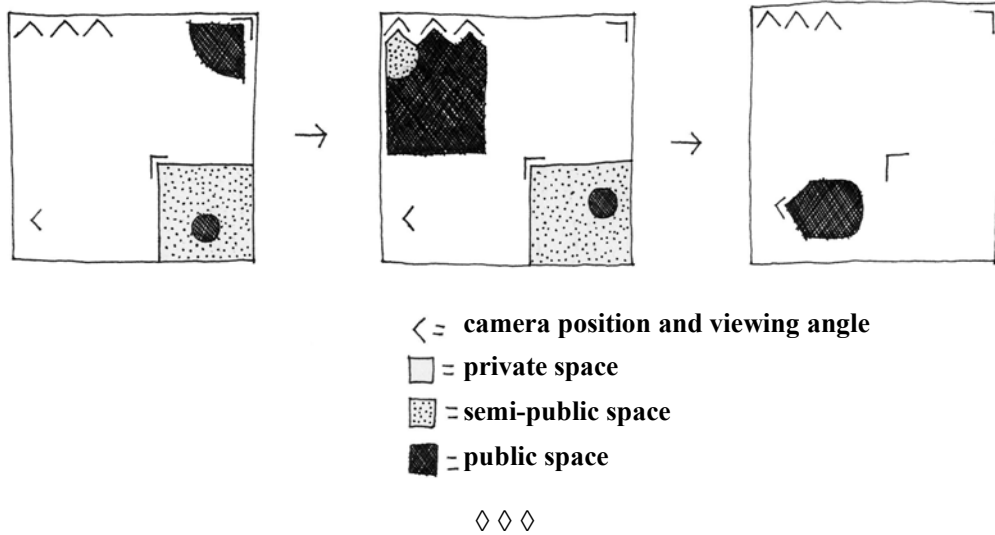 < = camera position and viewing angle
= private space
= semi-public space
= public space
◊ ◊ ◊